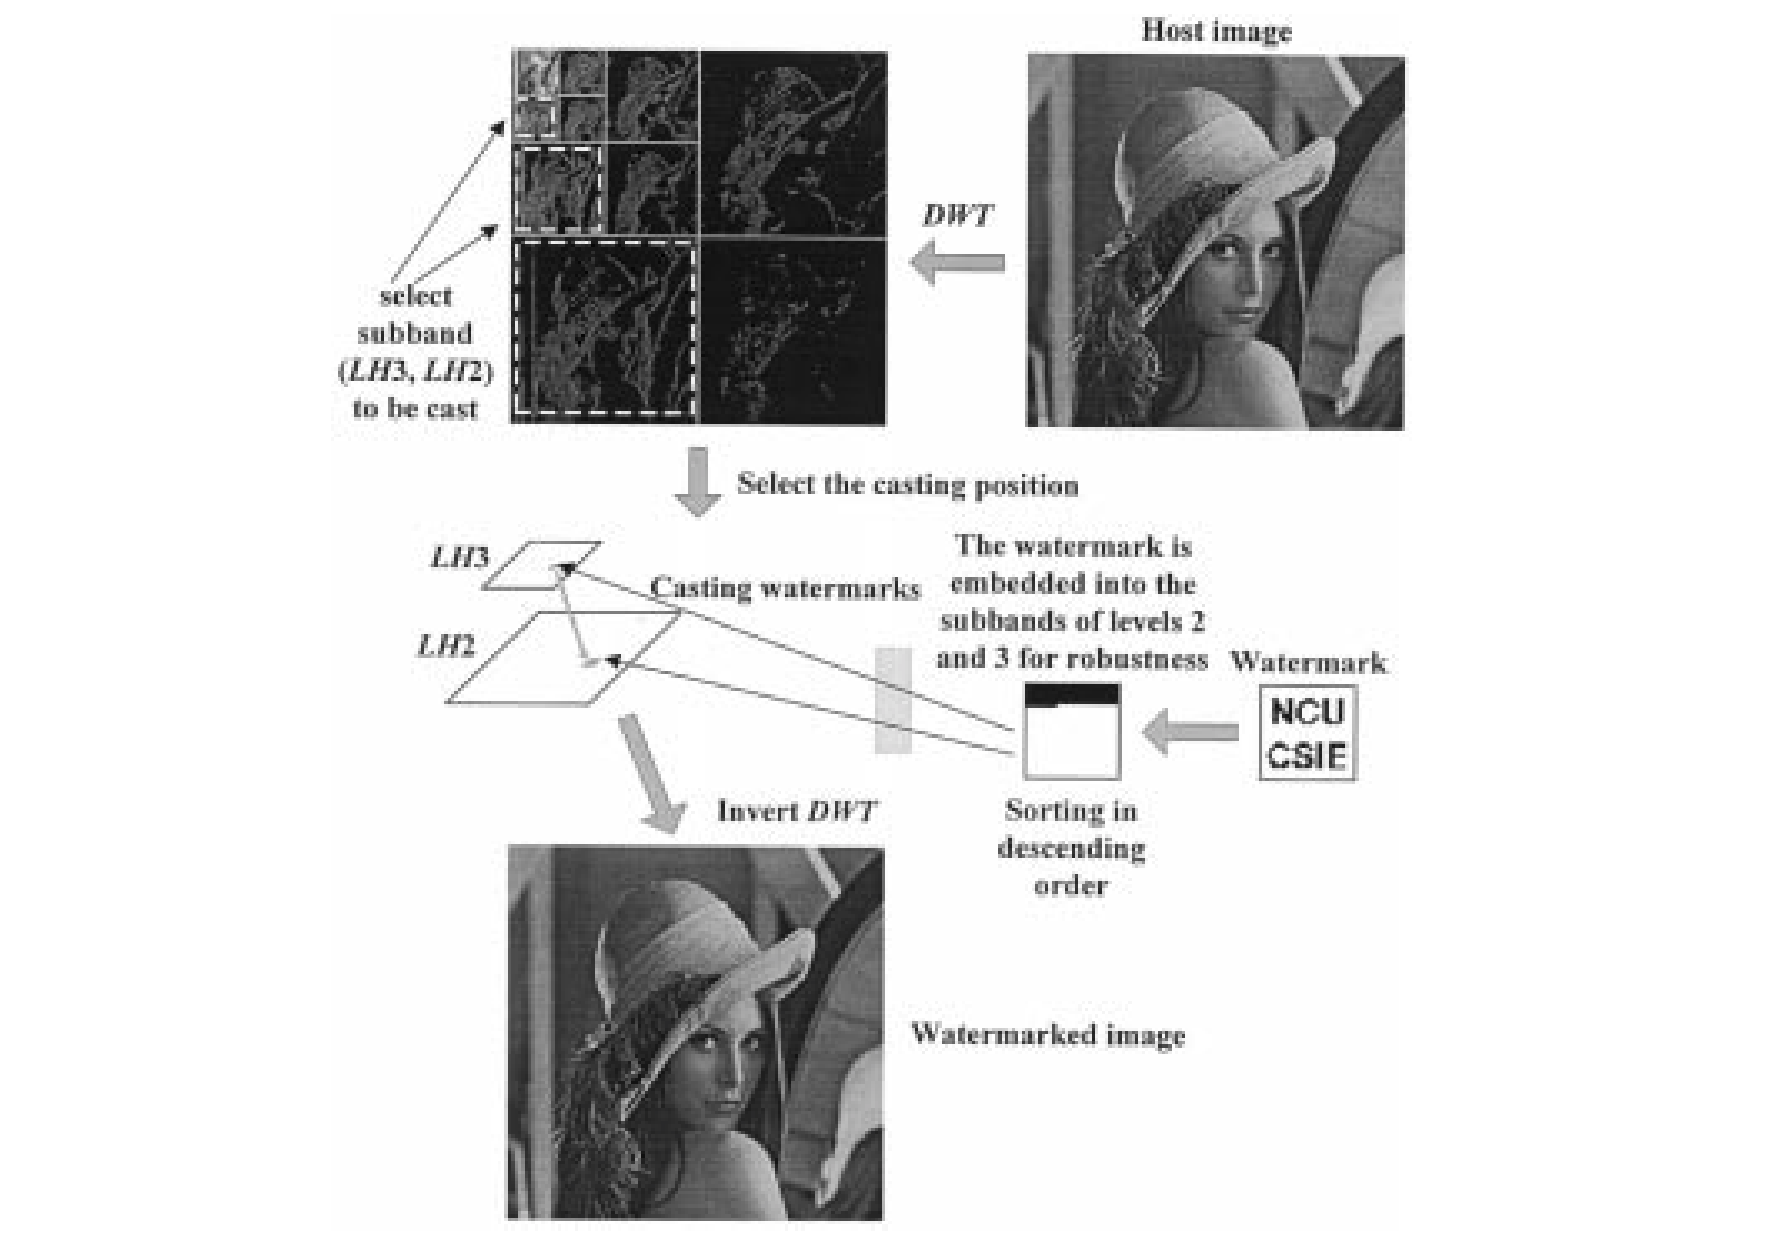 Host image
DWT
select
subband
(LH3, LH2)
to be cast
Select the casting position
LH3
Casting watermarks
LH2
The watermark is
embedded into the
subbands of levels 2
and 3 for robustness
Watermark
NCU
CSIE
Sorting in
descending
order
Invert DWT
Watermarked image